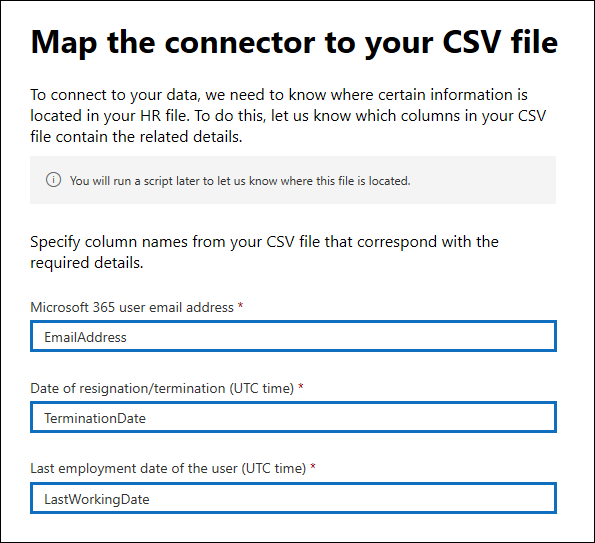 Map the connector to your CSV file
To connect to your data, we need to know where certain information is
located in your HR file. To do this, let us know which columns in your CSV
file contain the related details.
You will run a script later to let us know where this file is located.
Specify column names from your CSV file that correspond with the
required details.
Microsoft 365 user email address *
EmailAddress
Date of resignation/termination (UTC time) *
TerminationDate
Last employment date of the user (UTC time) *
LastWorkingDate